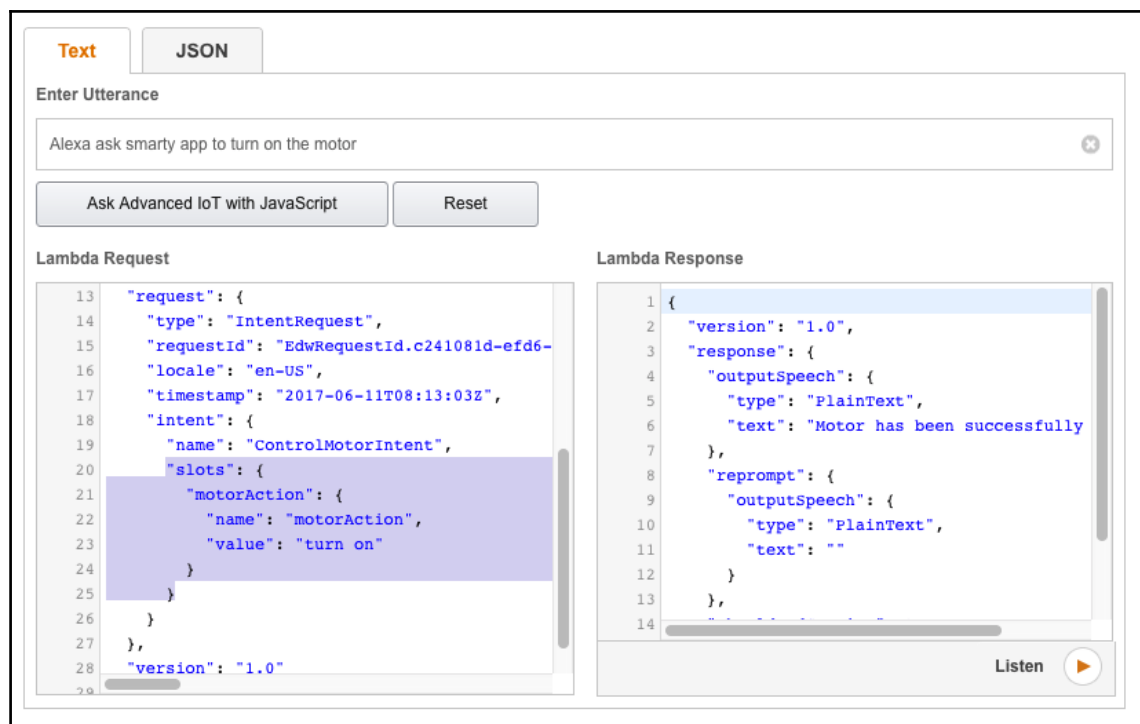 Text JSON
Enter Utterance
Alexa ask smarty app to turn on the motor
Ask Advanced IoT with JavaScript Reset
Lambda Request
13 "request": {
14 "type": "IntentRequest",
15 "requestId": "EdwRequestId.c241081d-efd6-
16 "locale": "en-US",
17 "timestamp": "2017-06-11T08:13:03Z",
18 "intent": {
19 "name": "ControlMotorIntent",
20 "slots": {
21 "motorAction": {
22 "name": "motorAction",
23 "value": "turn on"
24 }
25 }
26 }
27 },
28 "version": "1.0"
29
Lambda Response
1 {
2 "version": "1.0",
3 "response": {
4 "outputSpeech": {
5 "type": "PlainText",
6 "text": "Motor has been successfully
7 },
8 "reprompt": {
9 "outputSpeech": {
10 "type": "PlainText",
11 "text": ""
12 }
13 },
14
Listen